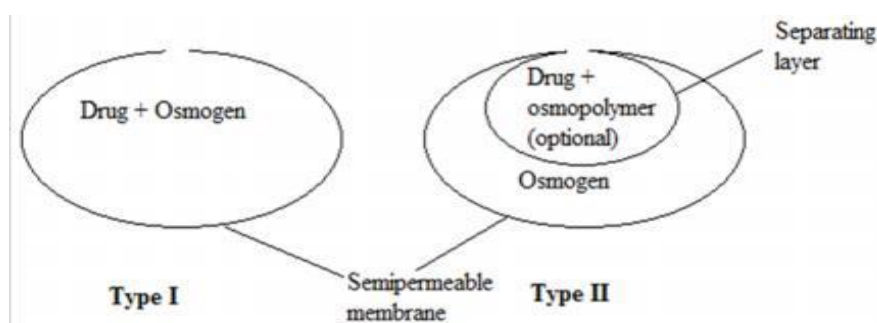 Separating
layer
Drug + Osmogen
Drug +
osmopolymer
(optional)
Osmogen
Semipermeable
membrane
Type I
Type II